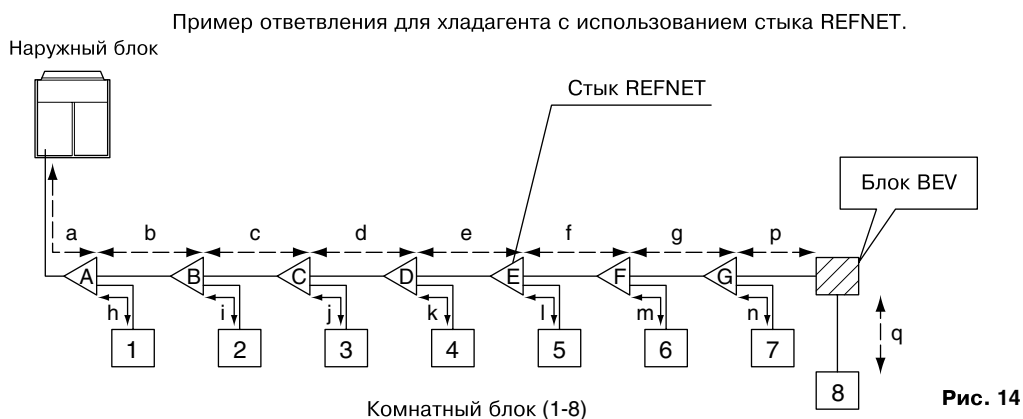 Пример ответвления для хладагента с использованием стыка REFNET.
Наружный блок
Стык REFNET
Блок BEV
a b c d e f g p
A B C D E F G
h i j k l m n q
1 2 3 4 5 6 7 8
Комнатный блок (1-8)
Рис. 14